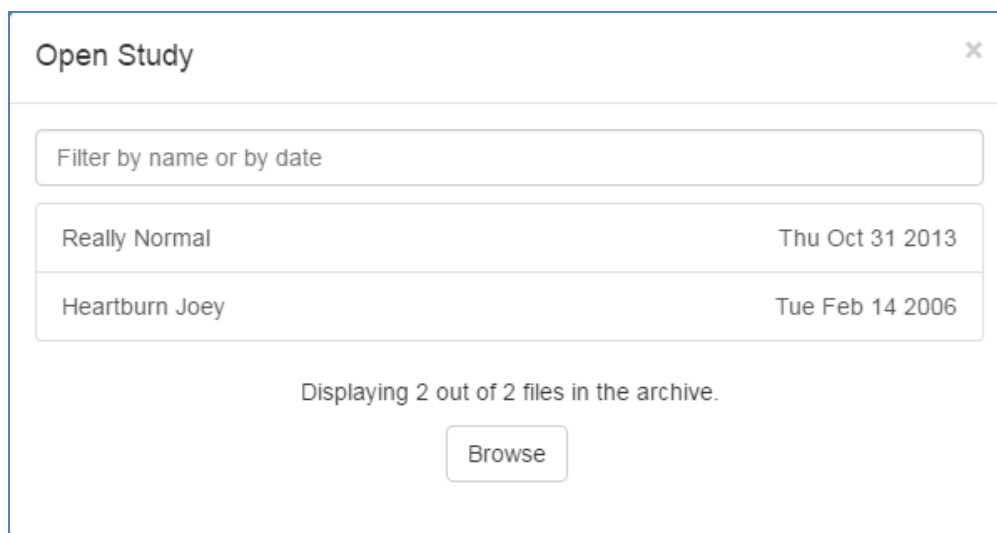 Open Study ×
Filter by name or by date
Really Normal Thu Oct 31 2013
Heartburn Joey Tue Feb 14 2006
Displaying 2 out of 2 files in the archive.
Browse